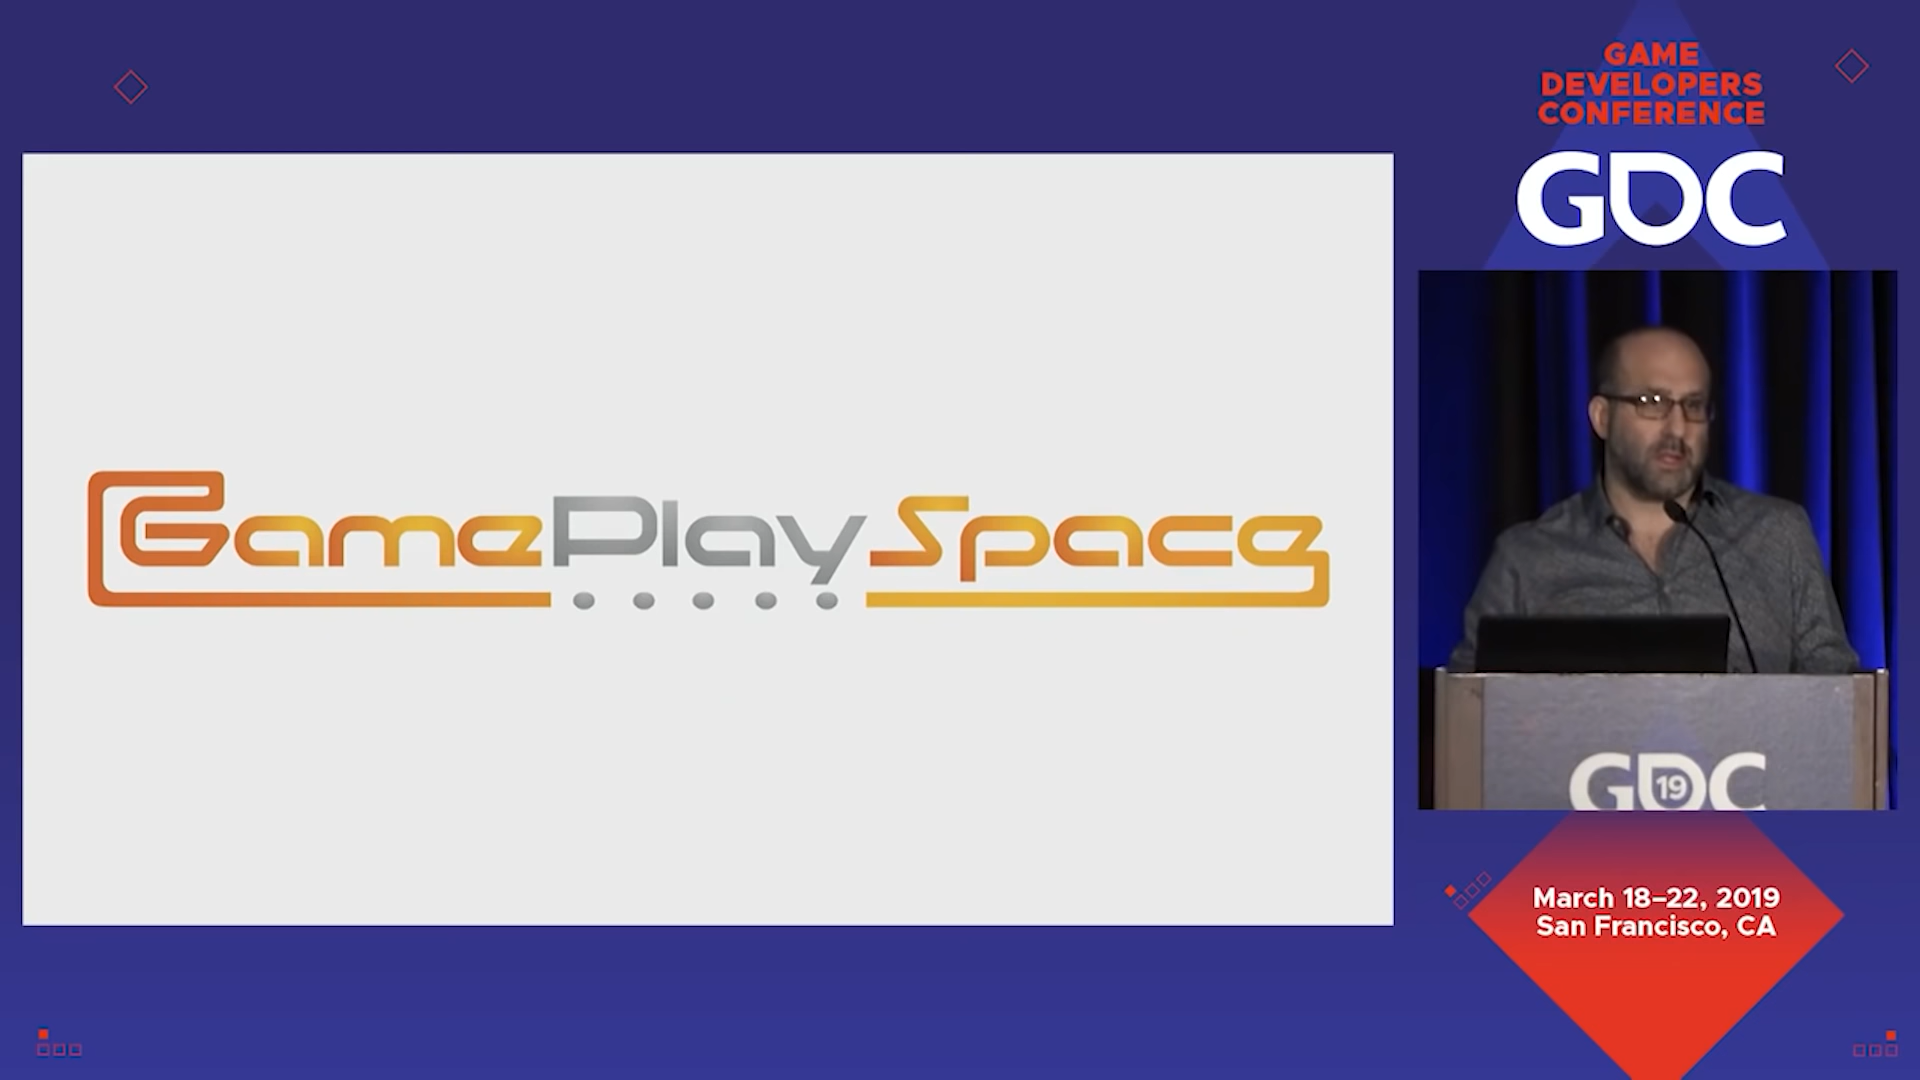 GAME
DEVELOPERS
CONFERENCE
GDC
GamePlaySpace
GDC
19
March 18–22, 2019
San Francisco, CA